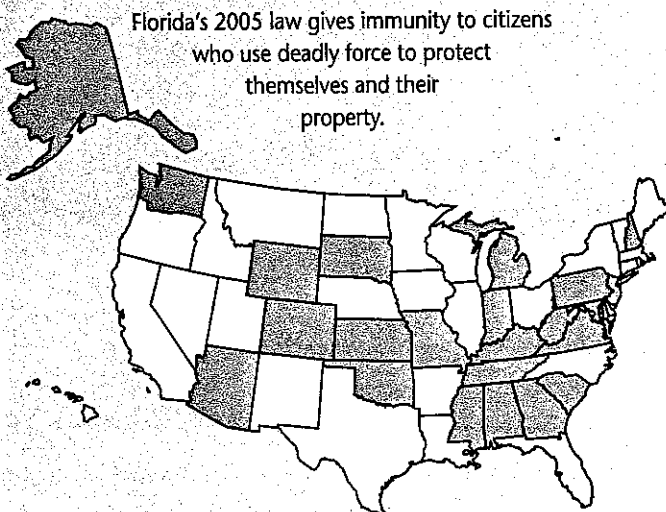 Florida's 2005 law gives immunity to citizens
who use deadly force to protect
themselves and their
property.